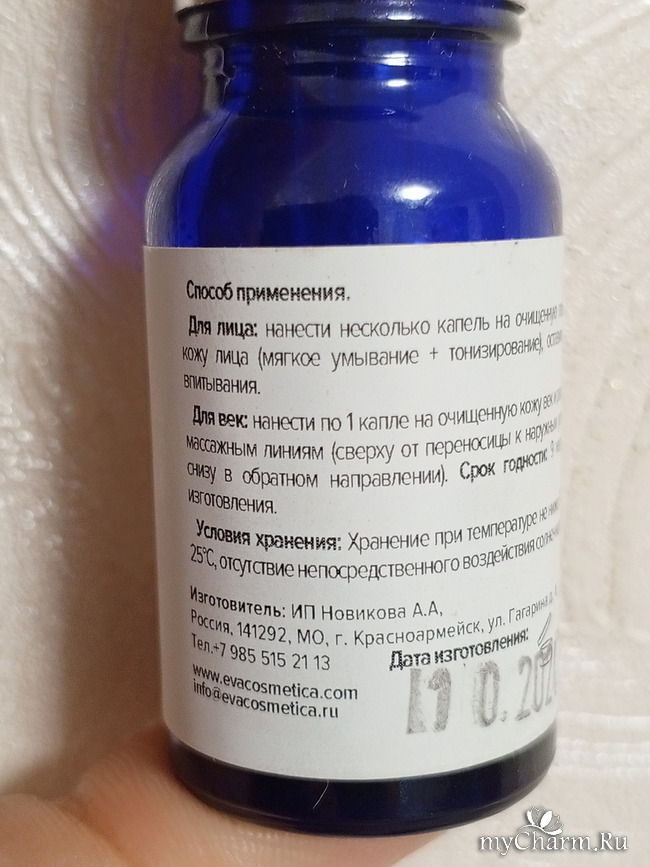 Способ применения.
Для лица: нанести несколько капель на очищенную
кожу лица (мягкое умывание + тонизирование),
впитывания.
Для век: нанести по 1 капле на очищенную кожу век и
массажным линиям (сверху от переносицы к наружным
снизу в обратном направлении). Срок годности: 9
изготовления.
Условия хранения: Хранение при температуре не
25°C, отсутствие непосредственного воздействия
Изготовитель: ИП Новикова А.А,
Россия, 141292, МО, г. Красноармейск, ул. Гагарина д.
Тел.+7 985 515 21 13
Дата изготовления:
www.evacosmetica.com
info@evacosmetica.ru
myCharm.Ru